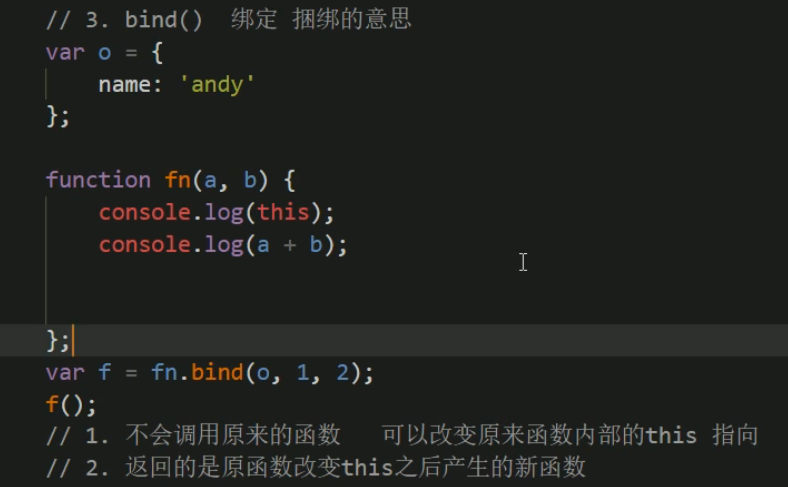 // 3. bind()  绑定 捆绑的意思
var o = {
    name: 'andy'
};
function fn(a, b) {
    console.log(this);
    console.log(a + b);
};
var f = fn.bind(o, 1, 2);
f();
// 1. 不会调用原来的函数   可以改变原来函数内部的this 指向
// 2. 返回的是原函数改变this之后产生的新函数